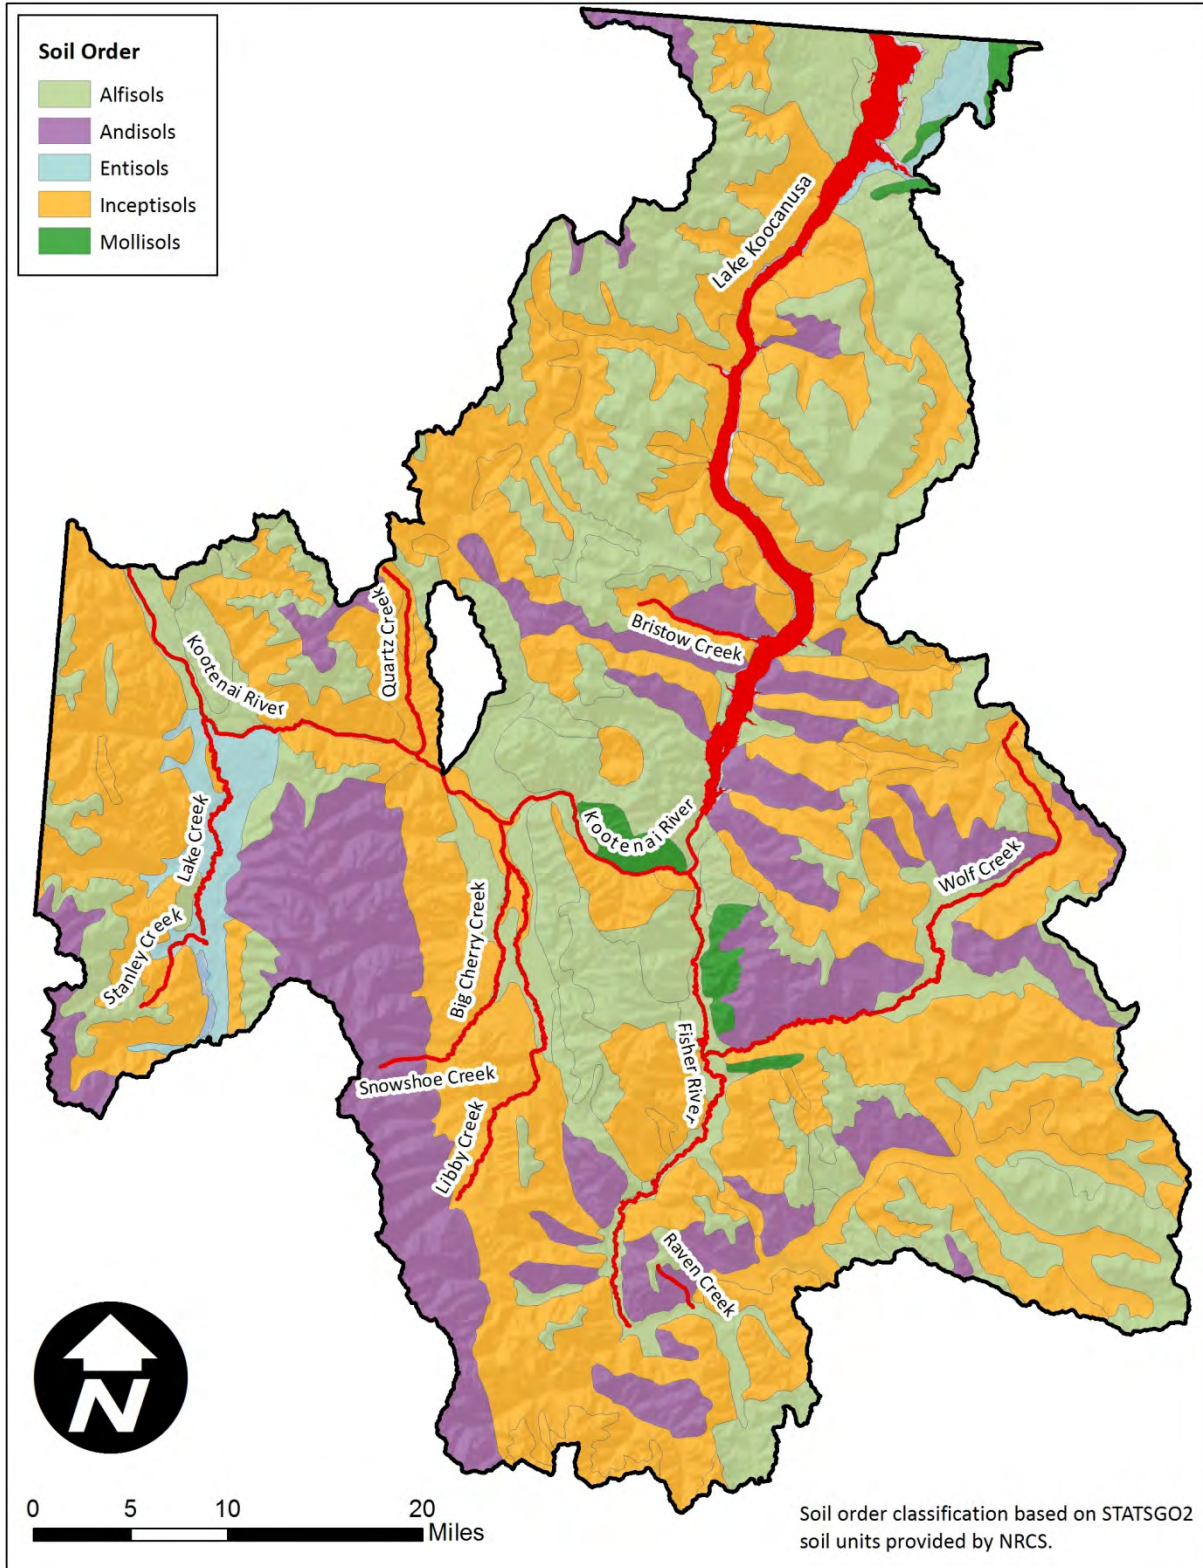 Soil Order
Alfisols
Andisols
Entisols
Inceptisols
Mollisols
Lake Koocanusa
Bristow Creek
Quartz Creek
Kootenai River
Kootenai River
Lake Creek
Stanley Creek
Big Cherry Creek
Wolf Creek
Snowshoe Creek
Libby Creek
Fisher River
Raven Creek
N
0 5 10 20
Miles
Soil order classification based on STATSGO2
soil units provided by NRCS.